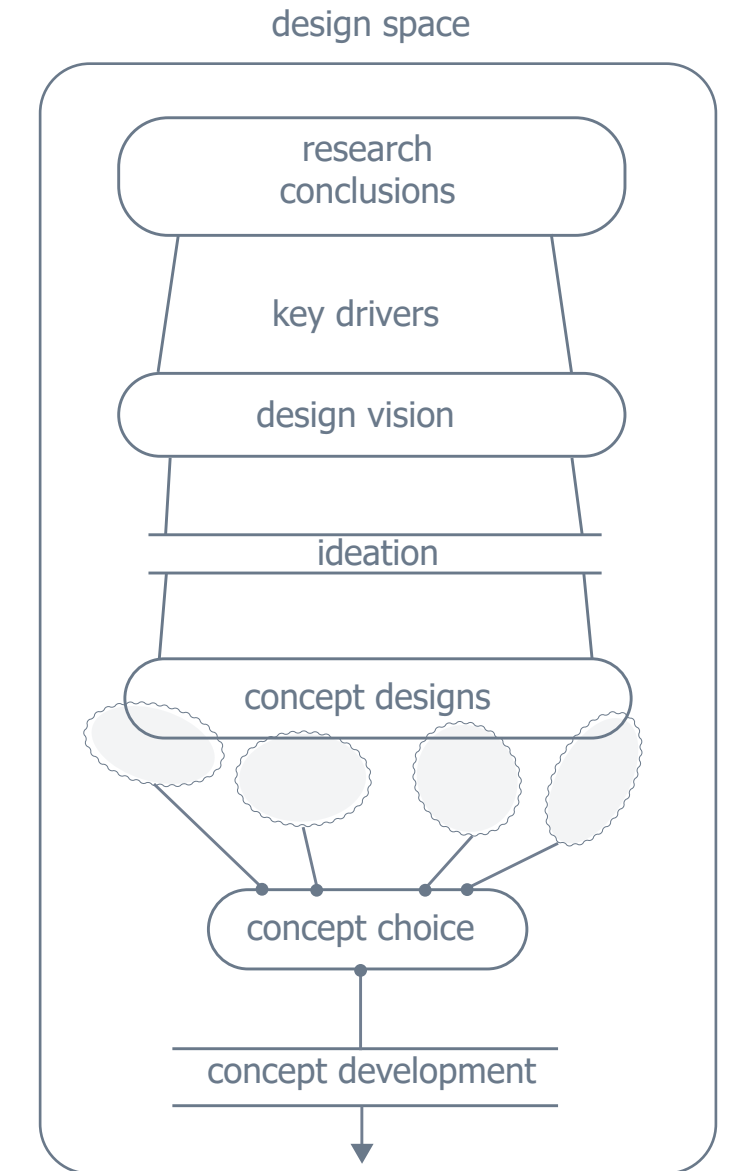 design space
research
conclusions
key drivers
design vision
ideation
concept designs
concept choice
concept development